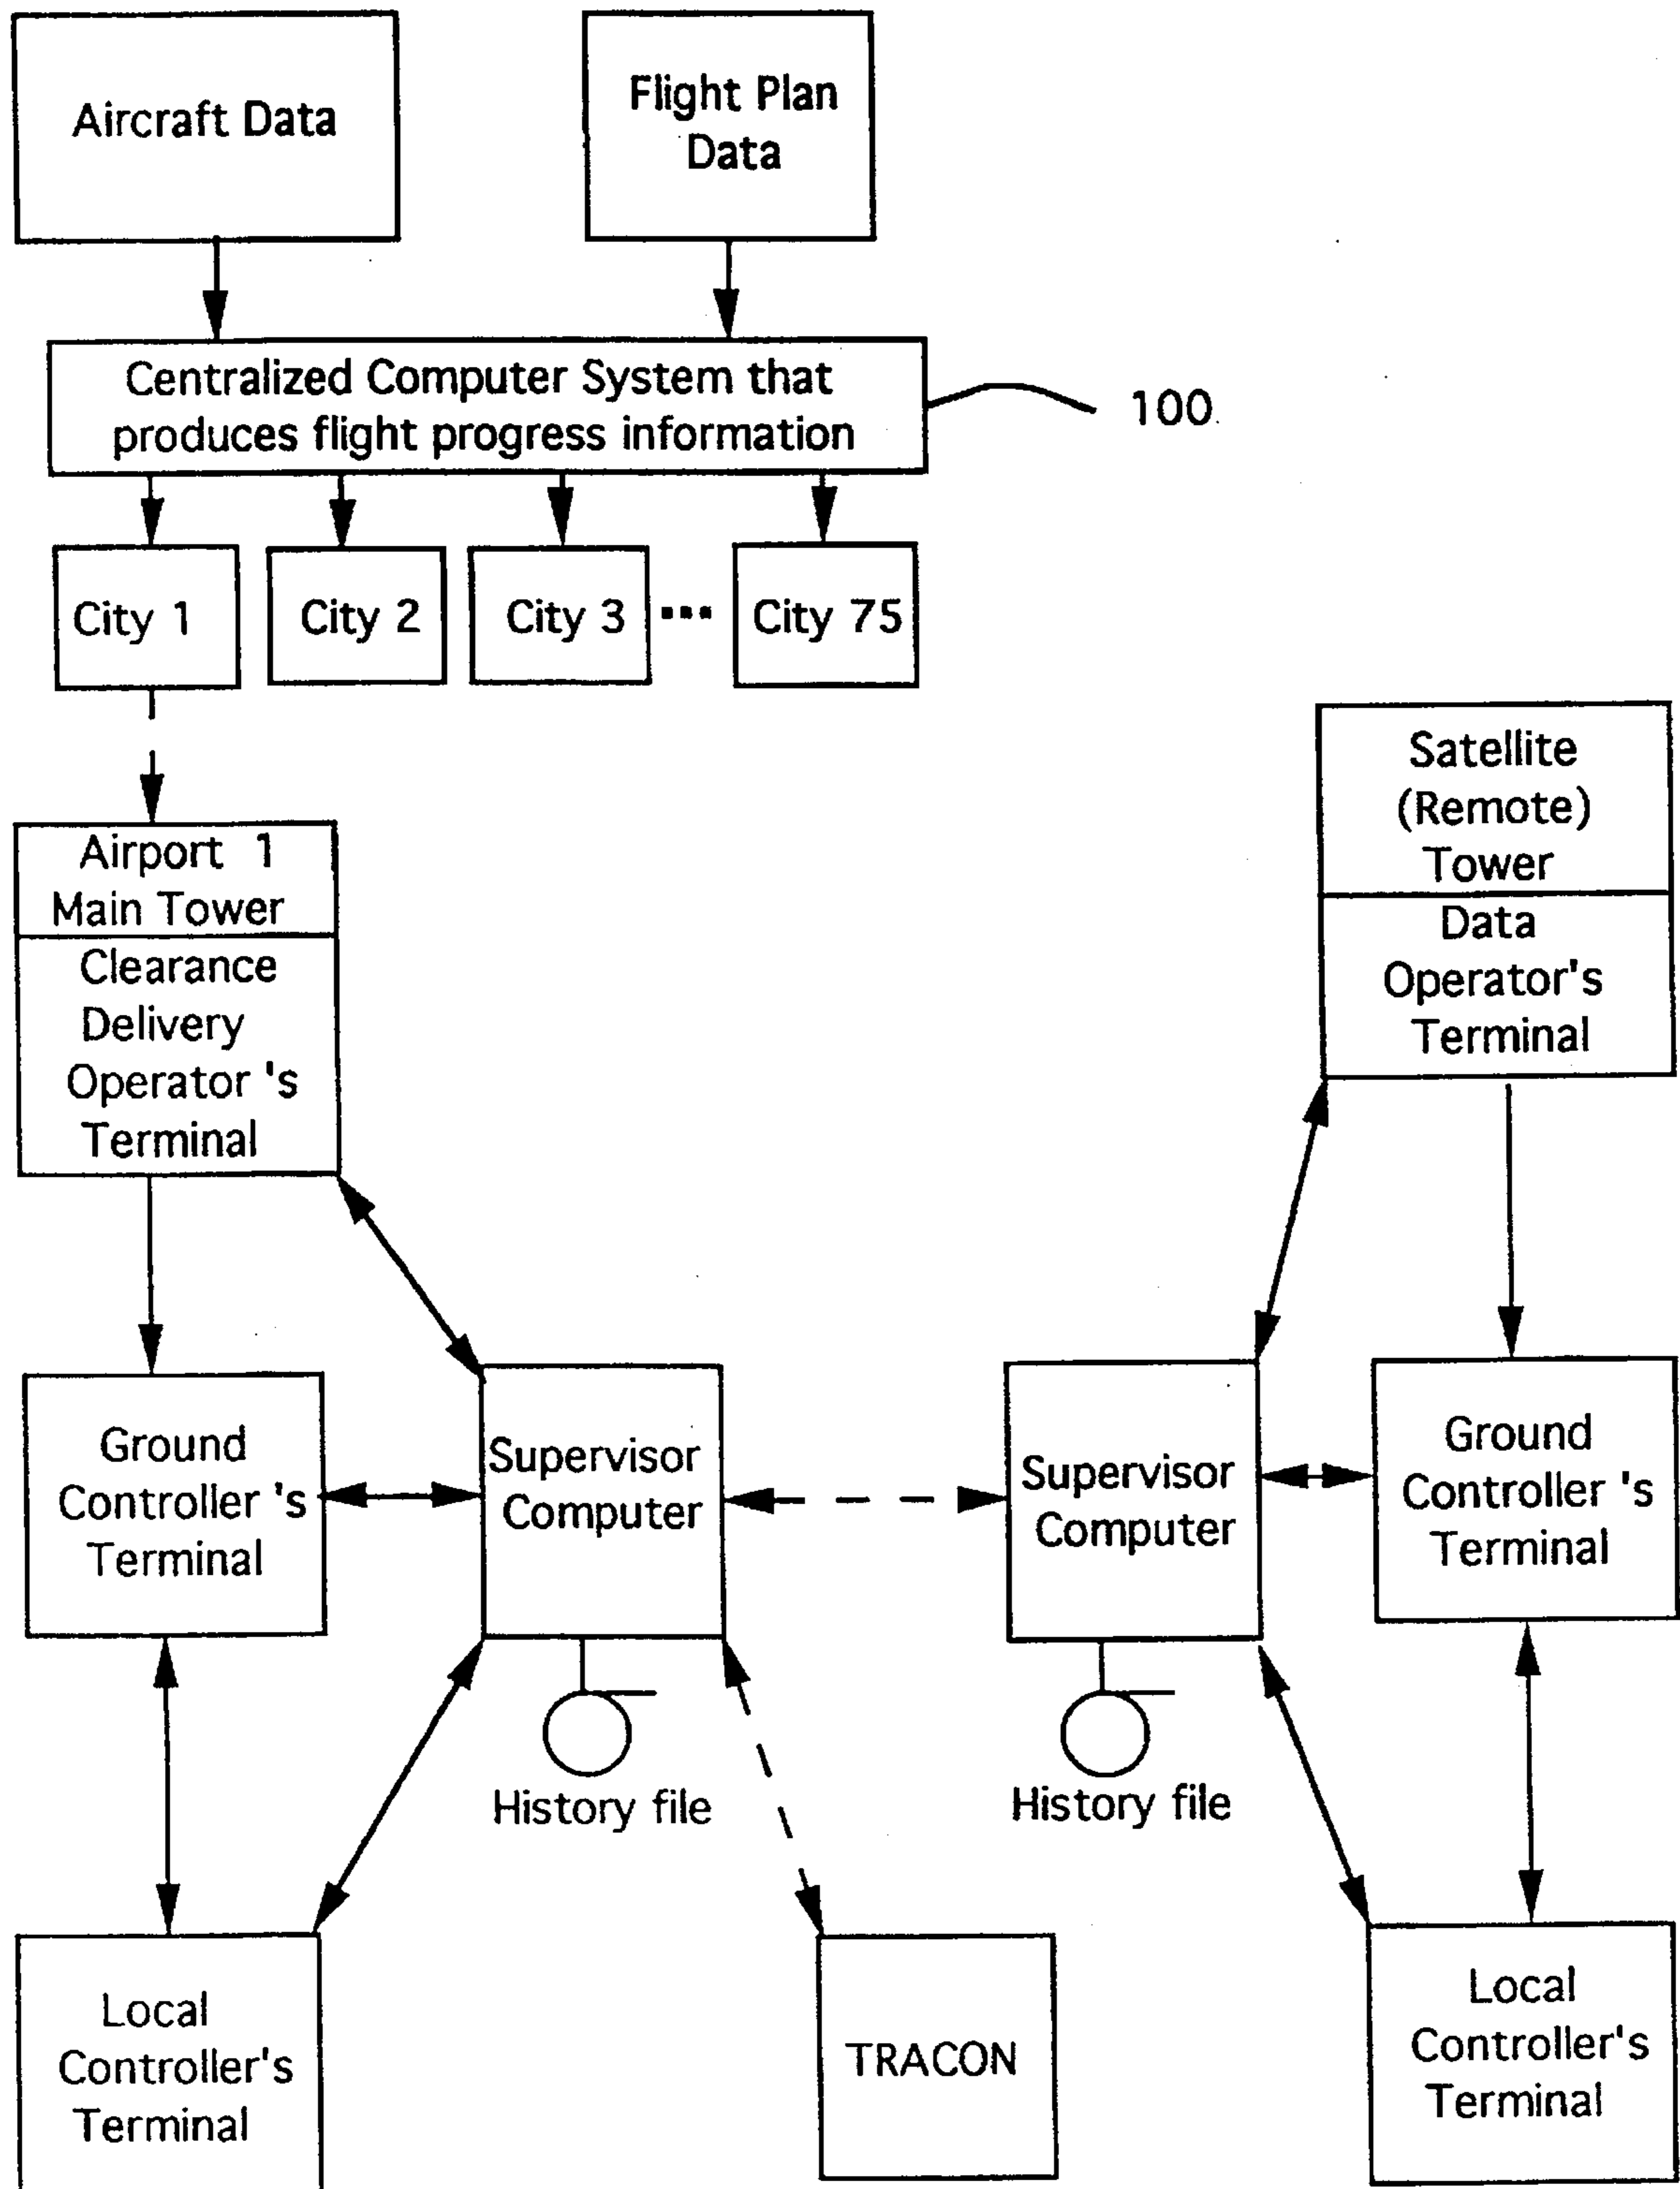 Aircraft Data
Flight Plan
Data
Centralized Computer System that
produces flight progress information
100
City 1
City 2
City 3
...
City 75
Airport 1
Main Tower
Clearance
Delivery
Operator 's
Terminal
Satellite
(Remote)
Tower
Data
Operator's
Terminal
Ground
Controller 's
Terminal
Supervisor
Computer
Supervisor
Computer
Ground
Controller 's
Terminal
History file
History file
Local
Controller's
Terminal
TRACON
Local
Controller's
Terminal